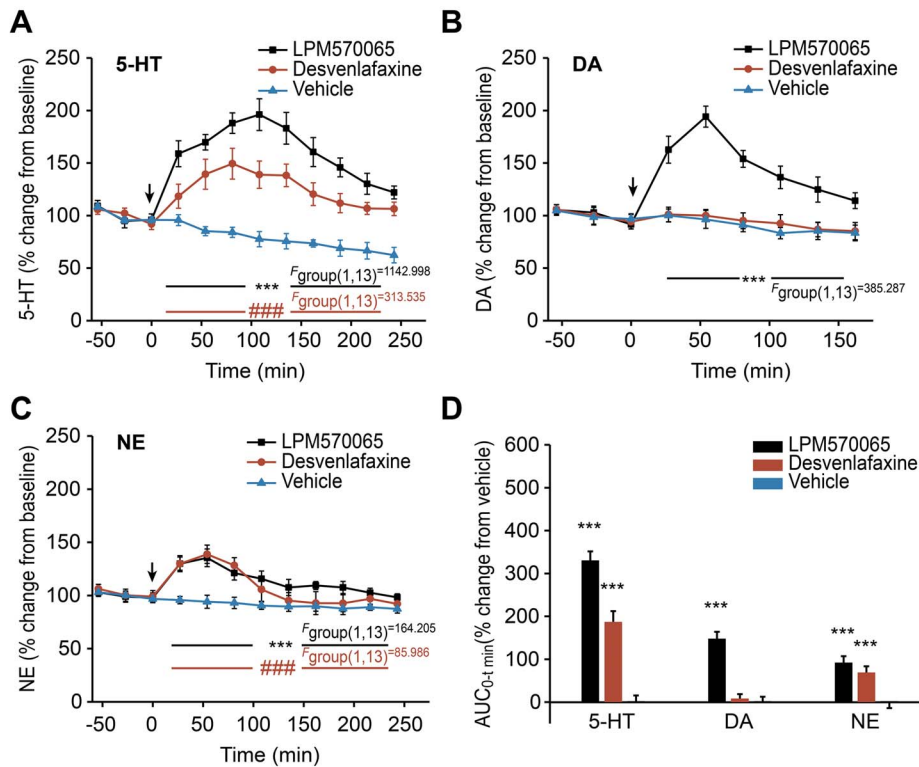 A
5-HT
LPM570065
Desvenlafaxine
Vehicle
5-HT (% change from baseline)
250
200
150
100
50
0
*** Fgroup(1,13)=1142.998
### Fgroup(1,13)=313.535
-50 0 50 100 150 200 250
Time (min)
B
DA
LPM570065
Desvenlafaxine
Vehicle
DA (% change from baseline)
250
200
150
100
50
0
*** Fgroup(1,13)=385.287
-50 0 50 100 150
Time (min)
C
NE
LPM570065
Desvenlafaxine
Vehicle
NE (% change from baseline)
250
200
150
100
50
0
*** Fgroup(1,13)=164.205
### Fgroup(1,13)=85.986
-50 0 50 100 150 200 250
Time (min)
D
LPM570065
Desvenlafaxine
Vehicle
AUC0-t min(% change from vehicle)
600
500
400
300
200
100
0
***
***
***
***
***
5-HT DA NE